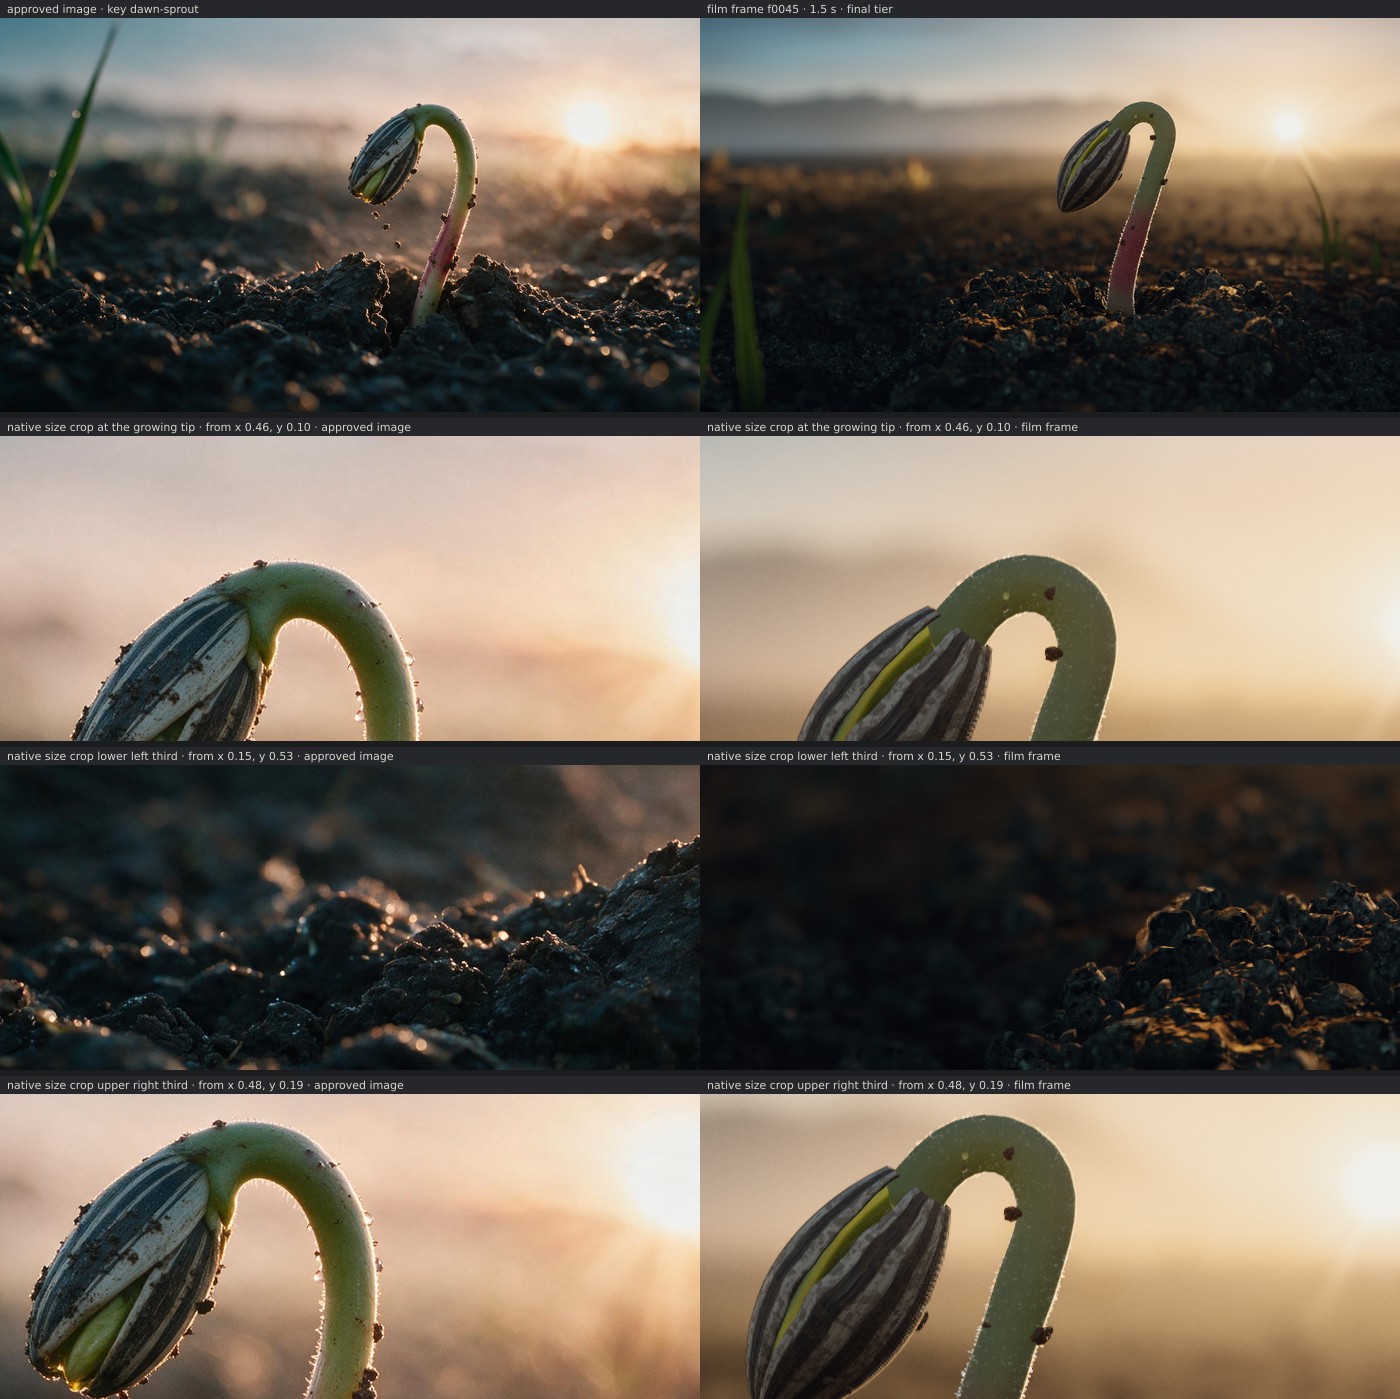 approved image · key dawn-sprout
film frame f0045 · 1.5 s · final tier
native size crop at the growing tip · from x 0.46, y 0.10 · approved image
native size crop at the growing tip · from x 0.46, y 0.10 · film frame
native size crop lower left third · from x 0.15, y 0.53 · approved image
native size crop lower left third · from x 0.15, y 0.53 · film frame
native size crop upper right third · from x 0.48, y 0.19 · approved image
native size crop upper right third · from x 0.48, y 0.19 · film frame